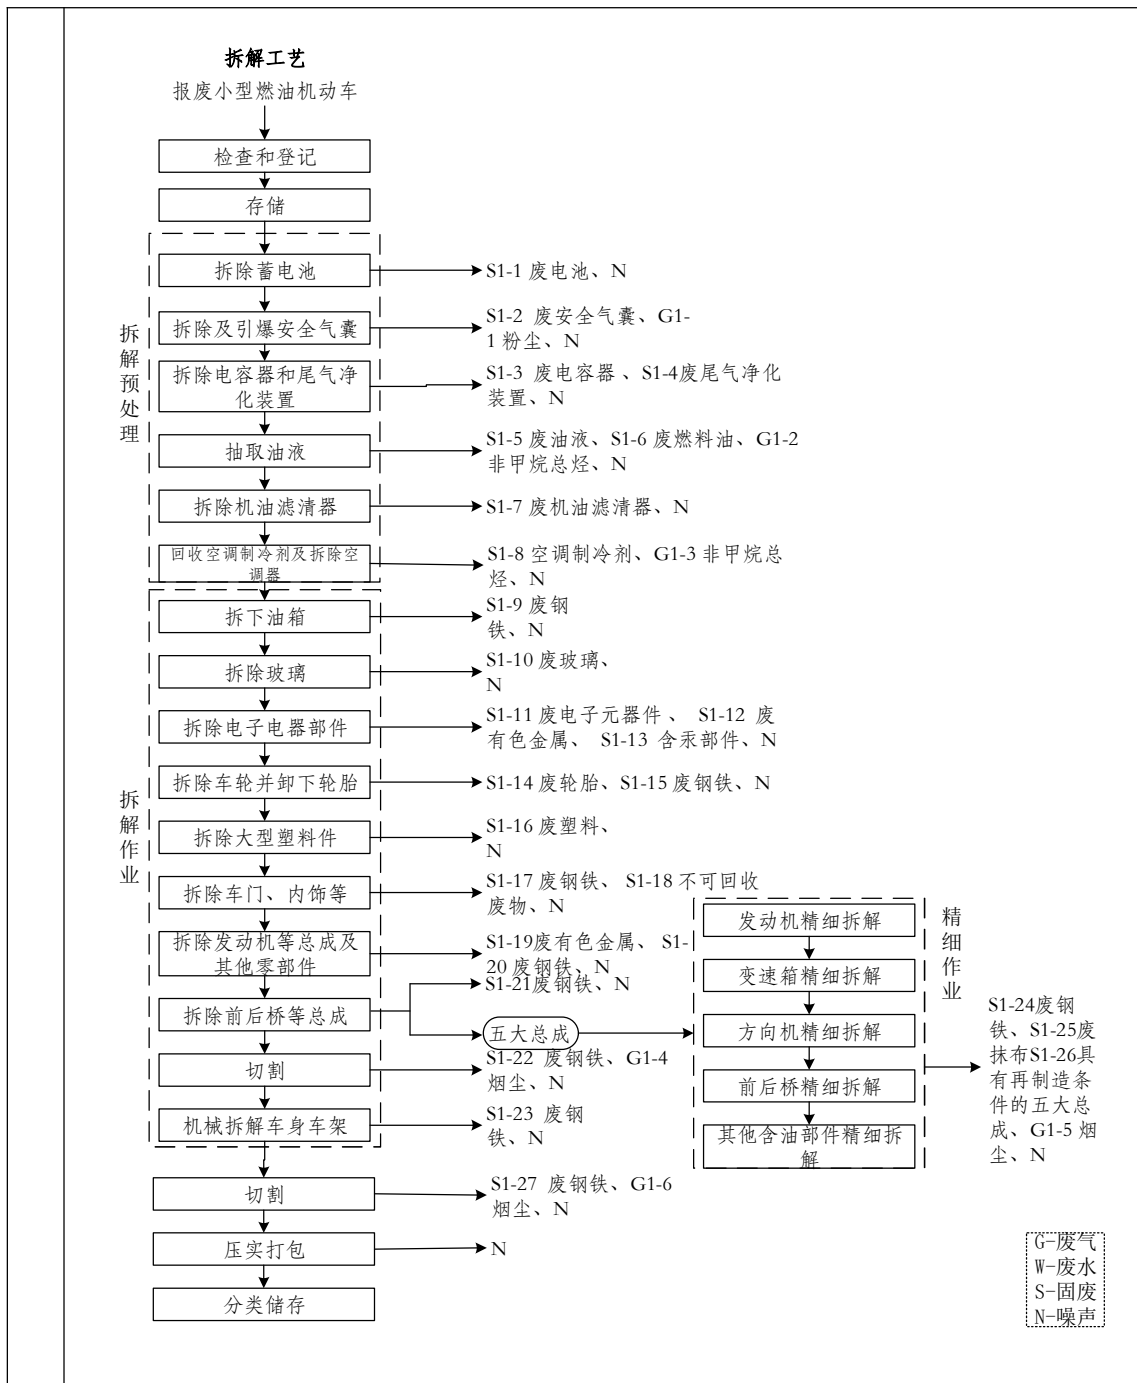 拆解工艺
报废小型燃油机动车
检查和登记
存储
拆解预处理
拆除蓄电池
S1-1 废电池、N
拆除及引爆安全气囊
S1-2 废安全气囊、G1-
1 粉尘、N
拆除电容器和尾气净
化装置
S1-3 废电容器 、S1-4废尾气净化
装置、N
抽取油液
S1-5 废油液、S1-6 废燃料油、G1-2
非甲烷总烃、N
拆除机油滤清器
S1-7 废机油滤清器、N
回收空调制冷剂及拆除空
调器
S1-8 空调制冷剂、G1-3 非甲烷总
烃、N
拆解作业
拆下油箱
S1-9 废钢
铁、N
拆除玻璃
S1-10 废玻璃、
N
拆除电子电器部件
S1-11 废电子元器件 、 S1-12 废
有色金属、 S1-13 含汞部件、N
拆除车轮并卸下轮胎
S1-14 废轮胎、S1-15 废钢铁、N
拆除大型塑料件
S1-16 废塑料、
N
拆除车门、内饰等
S1-17 废钢铁、 S1-18 不可回收
废物、N
拆除发动机等总成及
其他零部件
S1-19废有色金属、 S1-
20 废钢铁、N
拆除前后桥等总成
S1-21废钢铁、N
五大总成
切割
S1-22 废钢铁、G1-4
烟尘、N
机械拆解车身车架
S1-23 废钢
铁、N
精细作业
发动机精细拆解
变速箱精细拆解
方向机精细拆解
前后桥精细拆解
其他含油部件精细拆
解
S1-24废钢
铁、S1-25废
抹布S1-26具
有再制造条
件的五大总
成、G1-5 烟
尘、N
切割
S1-27 废钢铁、G1-6
烟尘、N
压实打包
N
分类储存
G-废气
W-废水
S-固废
N-噪声